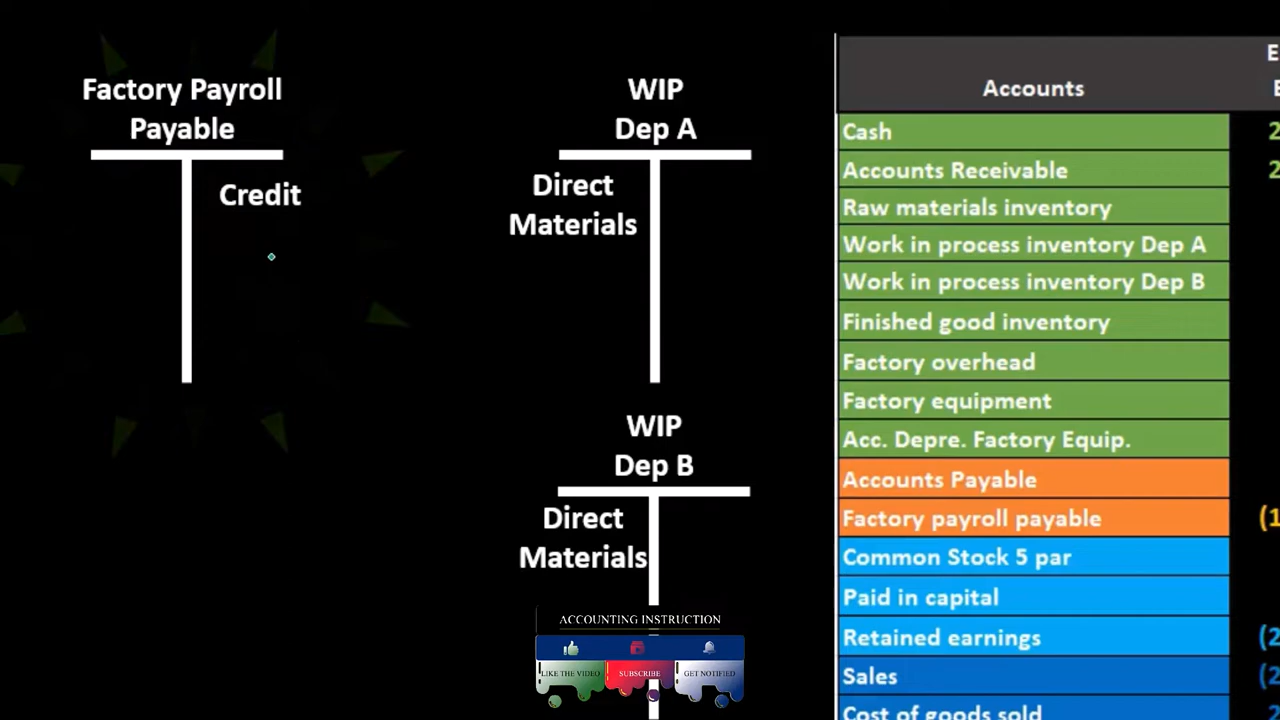 Factory Payroll
Payable
Credit
WIP
Dep A
Direct
Materials
WIP
Dep B
Direct
Materials
ACCOUNTING INSTRUCTION
LIKE THE VIDEO
SUBSCRIBE
GET NOTIFIED
Accounts
Cash
Accounts Receivable
Raw materials inventory
Work in process inventory Dep A
Work in process inventory Dep B
Finished good inventory
Factory overhead
Factory equipment
Acc. Depre. Factory Equip.
Accounts Payable
Factory payroll payable
Common Stock 5 par
Paid in capital
Retained earnings
Sales
Cost of goods sold